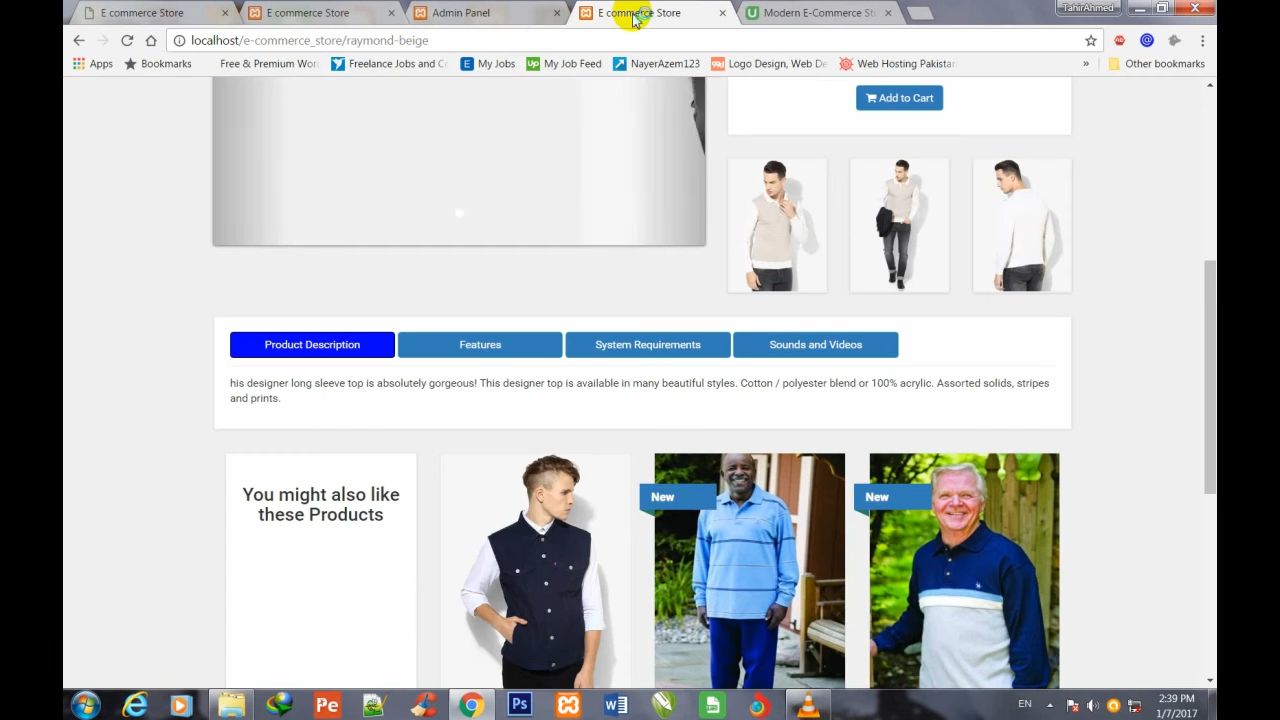 E commerce Store
E commerce Store
Admin Panel
E commerce Store
Modern E-Commerce St
TahirAhmed
localhost/e-commerce_store/raymond-beige
Apps
Bookmarks
Free & Premium Wor
Freelance Jobs and Co
My Jobs
My Job Feed
NayerAzem123
Logo Design, Web De
Web Hosting Pakistan
»
Other bookmarks
Add to Cart
Product Description
Features
System Requirements
Sounds and Videos
his designer long sleeve top is absolutely gorgeous! This designer top is available in many beautiful styles. Cotton / polyester blend or 100% acrylic. Assorted solids, stripes
and prints.
You might also like
these Products
New
New
Pe
Ps
EN
2:39 PM
1/7/2017